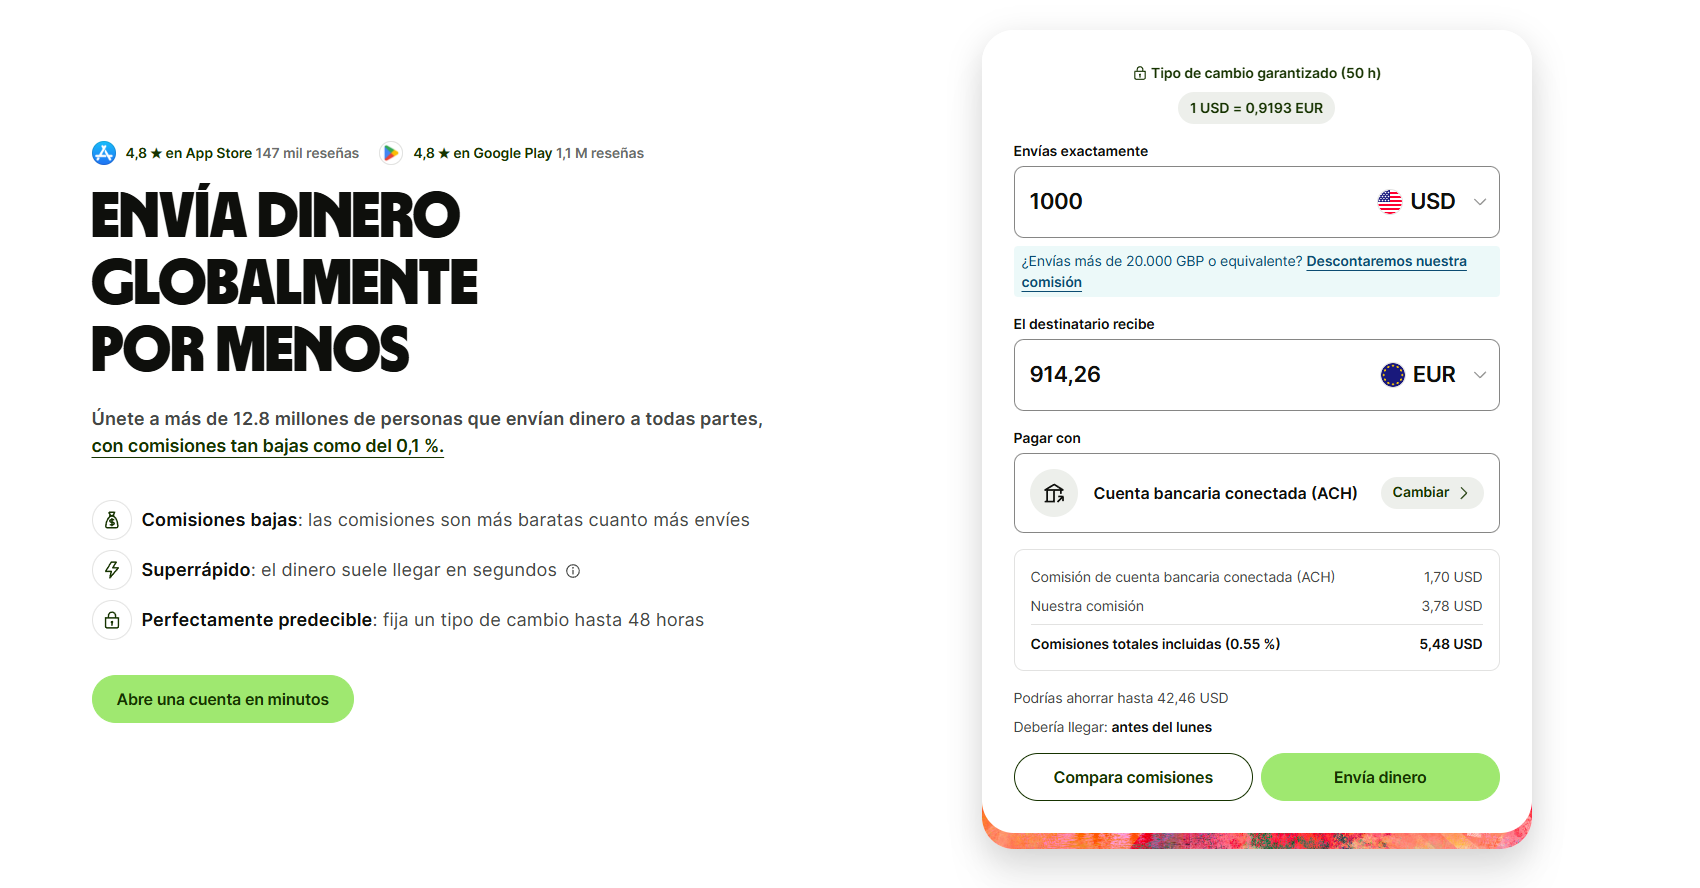 4,8 ★ en App Store 147 mil reseñas
4,8 ★ en Google Play 1,1 M reseñas
ENVÍA DINERO
GLOBALMENTE
POR MENOS
Únete a más de 12.8 millones de personas que envían dinero a todas partes,
con comisiones tan bajas como del 0,1 %.
Comisiones bajas: las comisiones son más baratas cuanto más envíes
Superrápido: el dinero suele llegar en segundos
Perfectamente predecible: fija un tipo de cambio hasta 48 horas
Abre una cuenta en minutos
Tipo de cambio garantizado (50 h)
1 USD = 0,9193 EUR
Envías exactamente
1000 USD
¿Envías más de 20.000 GBP o equivalente? Descontaremos nuestra
comisión
El destinatario recibe
914,26 EUR
Pagar con
Cuenta bancaria conectada (ACH) Cambiar
Comisión de cuenta bancaria conectada (ACH) 1,70 USD
Nuestra comisión 3,78 USD
Comisiones totales incluidas (0.55 %) 5,48 USD
Podrías ahorrar hasta 42,46 USD
Debería llegar: antes del lunes
Compara comisiones Envía dinero